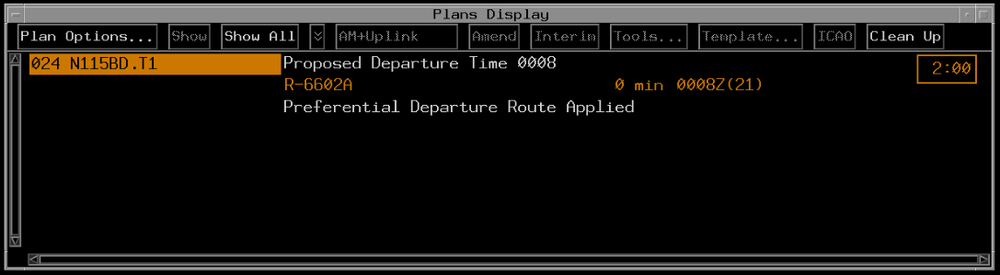 Plans Display
Plan Options... Show Show All AM+Uplink Amend Interim Tools... Template... ICAO Clean Up
024 N115BD.T1 Proposed Departure Time 0008 2:00
R-6602A 0 min 0008Z(21)
Preferential Departure Route Applied